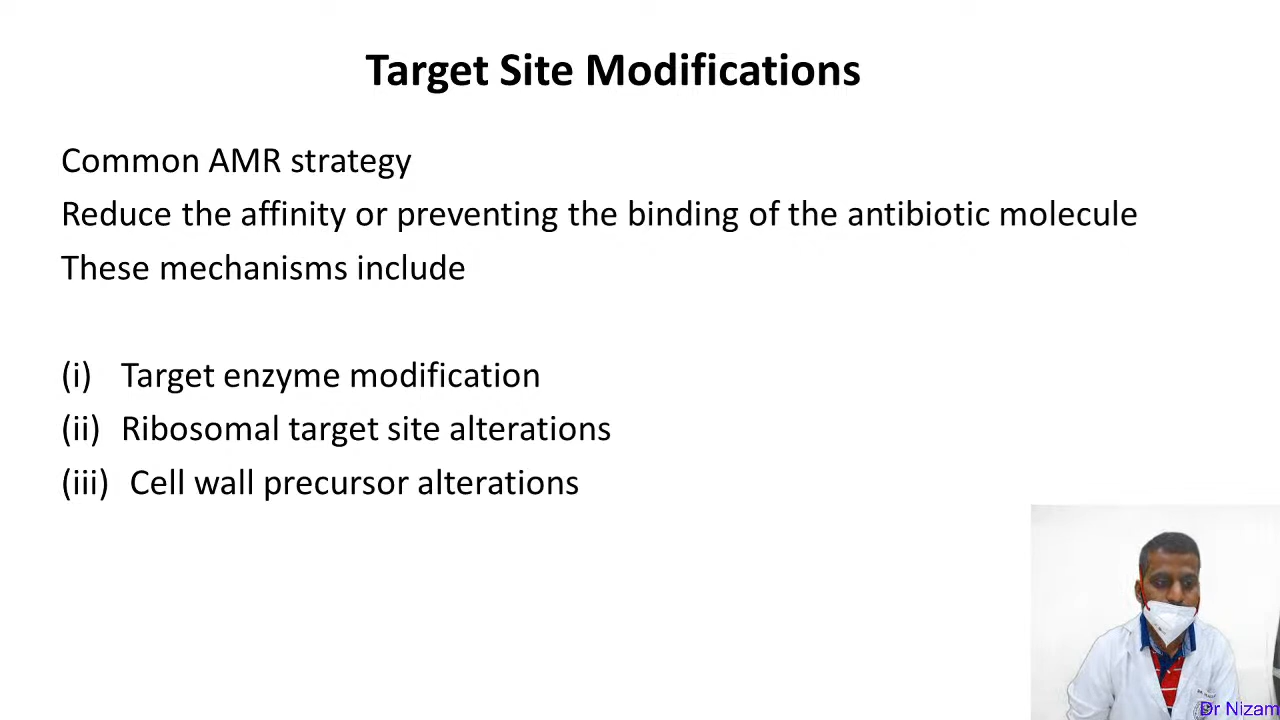 Target Site Modifications
Common AMR strategy
Reduce the affinity or preventing the binding of the antibiotic molecule
These mechanisms include
(i) Target enzyme modification
(ii) Ribosomal target site alterations
(iii) Cell wall precursor alterations
Dr Nizam